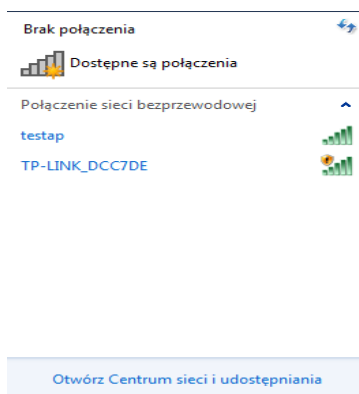 Brak połączenia
Dostępne są połączenia
Połączenie sieci bezprzewodowej
testap
TP-LINK_DCC7DE
Otwórz Centrum sieci i udostępniania